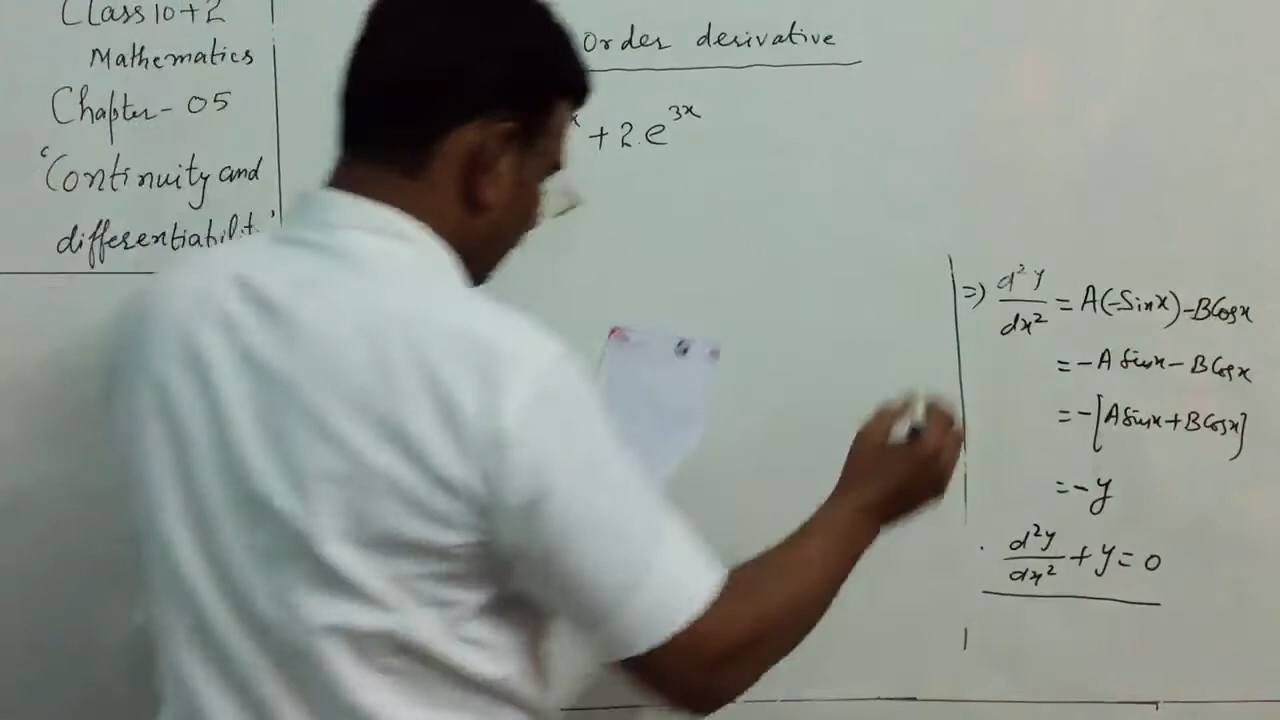 Class 10+2
Mathematics
Chapter - 05
'Continuity and
differentiabilit
Order derivative
x + 2.e^{3x}
=> d²y/dx² = A(-Sinx) - BCosx
= -A Sinx - BCosx
= -[ASinx + BCosx]
= -y
d²y/dx² + y = 0